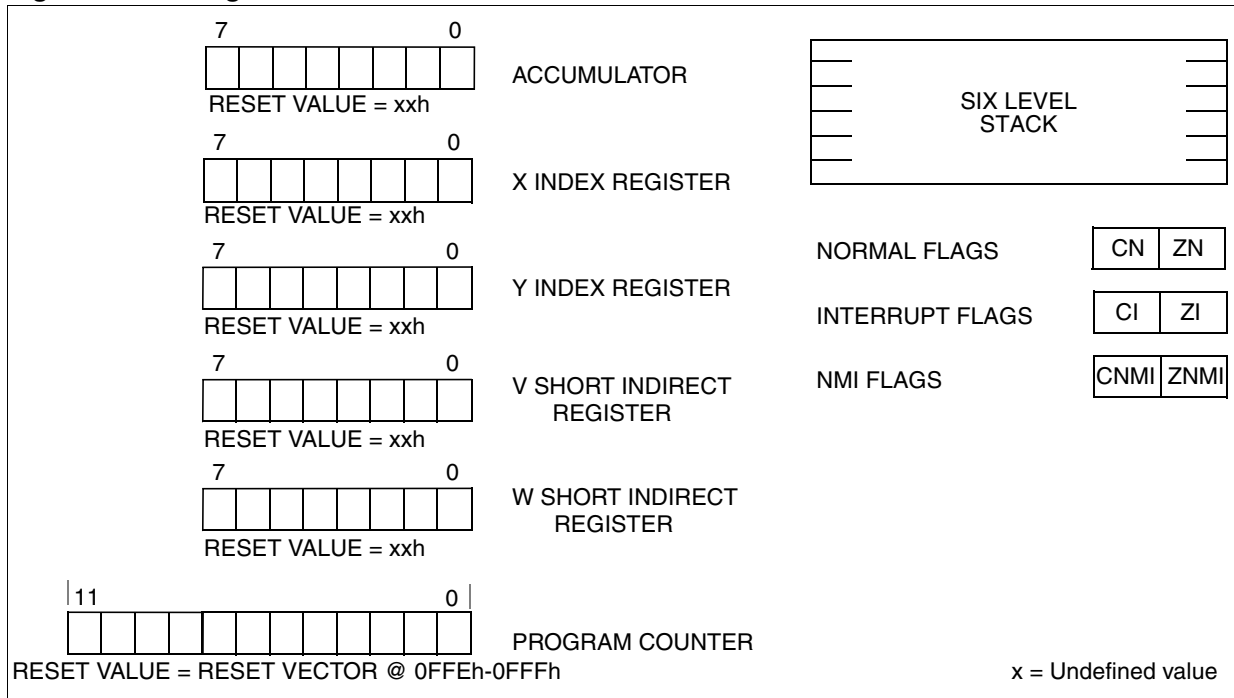 7 0
ACCUMULATOR
RESET VALUE = xxh
7 0
X INDEX REGISTER
RESET VALUE = xxh
7 0
Y INDEX REGISTER
RESET VALUE = xxh
7 0
V SHORT INDIRECT
REGISTER
RESET VALUE = xxh
7 0
W SHORT INDIRECT
REGISTER
RESET VALUE = xxh
11 0
PROGRAM COUNTER
RESET VALUE = RESET VECTOR @ 0FFEh-0FFFh
SIX LEVEL
STACK
NORMAL FLAGS CN ZN
INTERRUPT FLAGS CI ZI
NMI FLAGS CNMI ZNMI
x = Undefined value